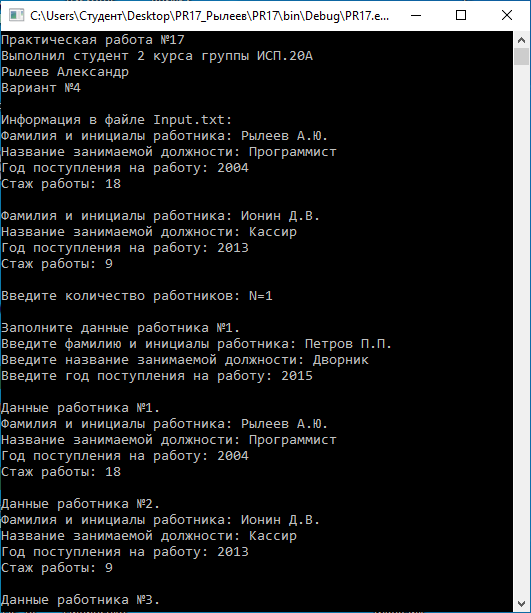 C:\Users\Студент\Desktop\PR17_Рылеев\PR17\bin\Debug\PR17.e...
Практическая работа №17
Выполнил студент 2 курса группы ИСП.20А
Рылеев Александр
Вариант №4
Информация в файле Input.txt:
Фамилия и инициалы работника: Рылеев А.Ю.
Название занимаемой должности: Программист
Год поступления на работу: 2004
Стаж работы: 18
Фамилия и инициалы работника: Ионин Д.В.
Название занимаемой должности: Кассир
Год поступления на работу: 2013
Стаж работы: 9
Введите количество работников: N=1
Заполните данные работника №1.
Введите фамилию и инициалы работника: Петров П.П.
Введите название занимаемой должности: Дворник
Введите год поступления на работу: 2015
Данные работника №1.
Фамилия и инициалы работника: Рылеев А.Ю.
Название занимаемой должности: Программист
Год поступления на работу: 2004
Стаж работы: 18
Данные работника №2.
Фамилия и инициалы работника: Ионин Д.В.
Название занимаемой должности: Кассир
Год поступления на работу: 2013
Стаж работы: 9
Данные работника №3.